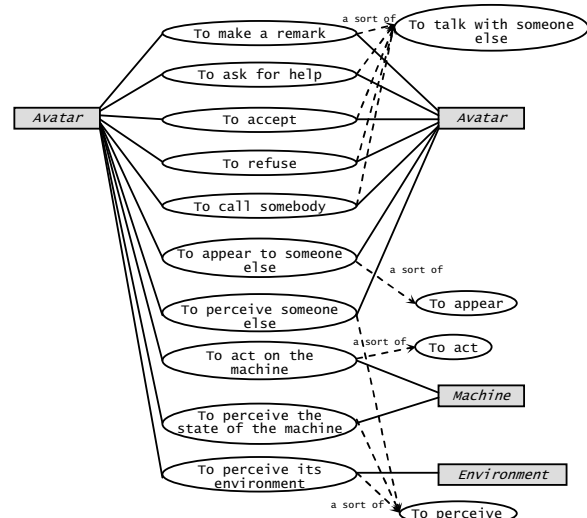 a sort of
To talk with someone
else
To make a remark
To ask for help
Avatar
To accept
Avatar
To refuse
To call somebody
To appear to someone
else
a sort of
To appear
To perceive someone
else
a sort of
To act
To act on the
machine
Machine
To perceive the
state of the machine
To perceive its
environment
Environment
a sort of
To perceive